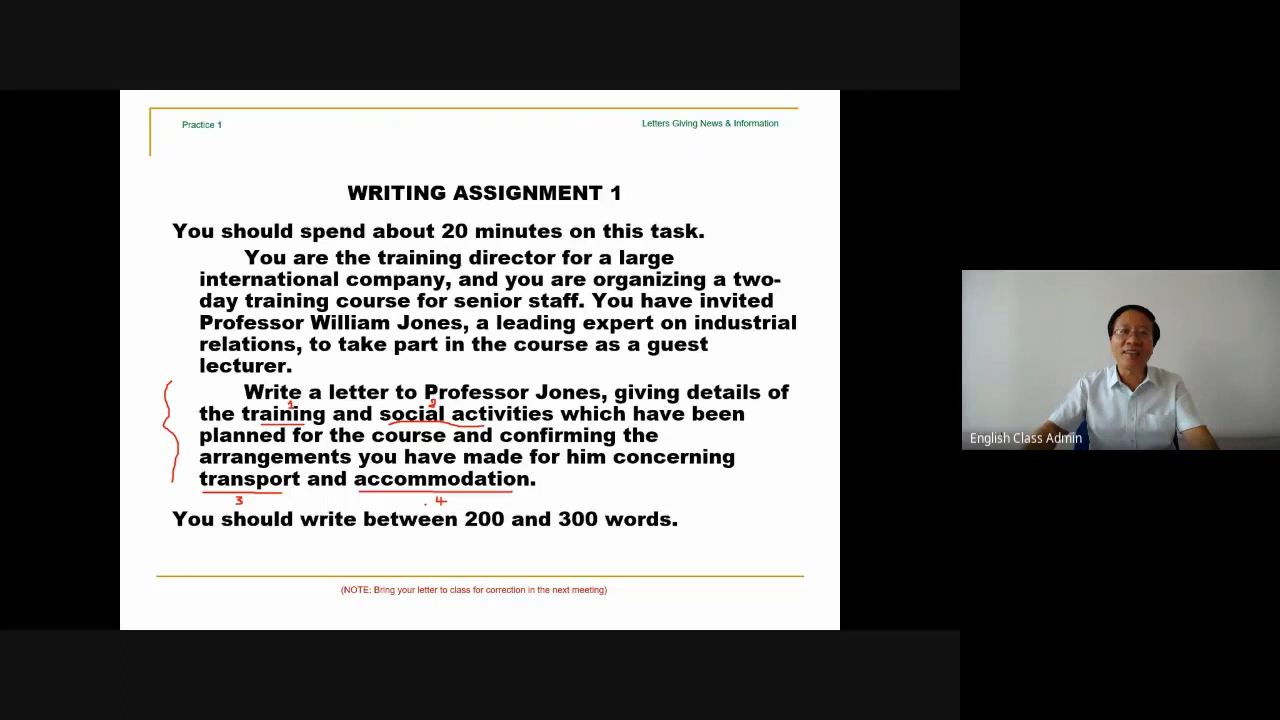 Practice 1
Letters Giving News & Information
WRITING ASSIGNMENT 1
You should spend about 20 minutes on this task.
You are the training director for a large
international company, and you are organizing a two-
day training course for senior staff. You have invited
Professor William Jones, a leading expert on industrial
relations, to take part in the course as a guest
lecturer.
Write a letter to Professor Jones, giving details of
1 2
the training and social activities which have been
planned for the course and confirming the
arrangements you have made for him concerning
transport and accommodation.
3 4
You should write between 200 and 300 words.
(NOTE: Bring your letter to class for correction in the next meeting)
English Class Admin